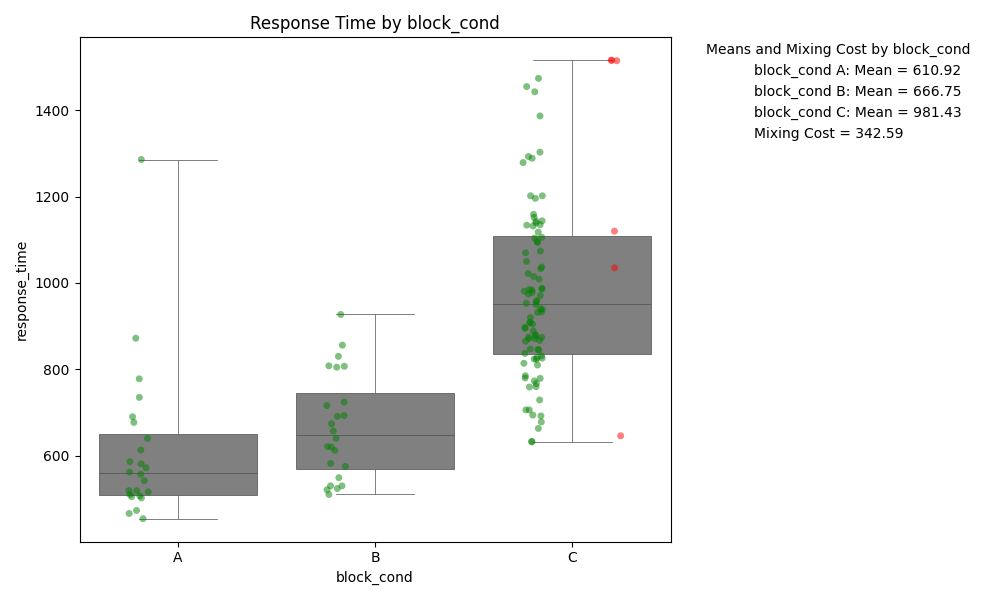 Response Time by block_cond
Means and Mixing Cost by block_cond
block_cond A: Mean = 610.92
block_cond B: Mean = 666.75
block_cond C: Mean = 981.43
Mixing Cost = 342.59
response_time
1400
1200
1000
800
600
A
B
C
block_cond